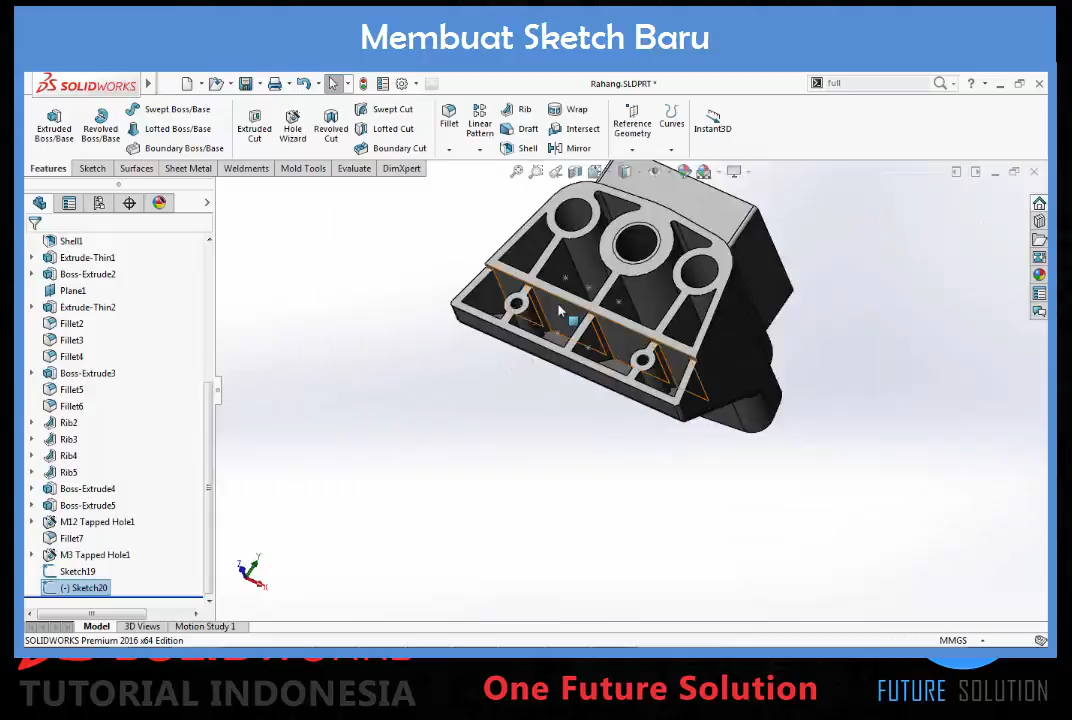 Membuat Sketch Baru
SOLIDWORKS
Rahang.SLDPRT *
full
Extruded Boss/Base
Revolved Boss/Base
Swept Boss/Base
Lofted Boss/Base
Boundary Boss/Base
Extruded Cut
Hole Wizard
Revolved Cut
Swept Cut
Lofted Cut
Boundary Cut
Fillet
Linear Pattern
Rib
Draft
Shell
Wrap
Intersect
Mirror
Reference Geometry
Curves
Instant3D
Features Sketch Surfaces Sheet Metal Weldments Mold Tools Evaluate DimXpert
Shell1
Extrude-Thin1
Boss-Extrude2
Plane1
Extrude-Thin2
Fillet2
Fillet3
Fillet4
Boss-Extrude3
Fillet5
Fillet6
Rib2
Rib3
Rib4
Rib5
Boss-Extrude4
Boss-Extrude5
M12 Tapped Hole1
Fillet7
M3 Tapped Hole1
Sketch19
(-) Sketch20
Z Y X
Model 3D Views Motion Study 1
SOLIDWORKS Premium 2016 x64 Edition
MMGS
TUTORIAL INDONESIA
One Future Solution
FUTURE SOLUTION